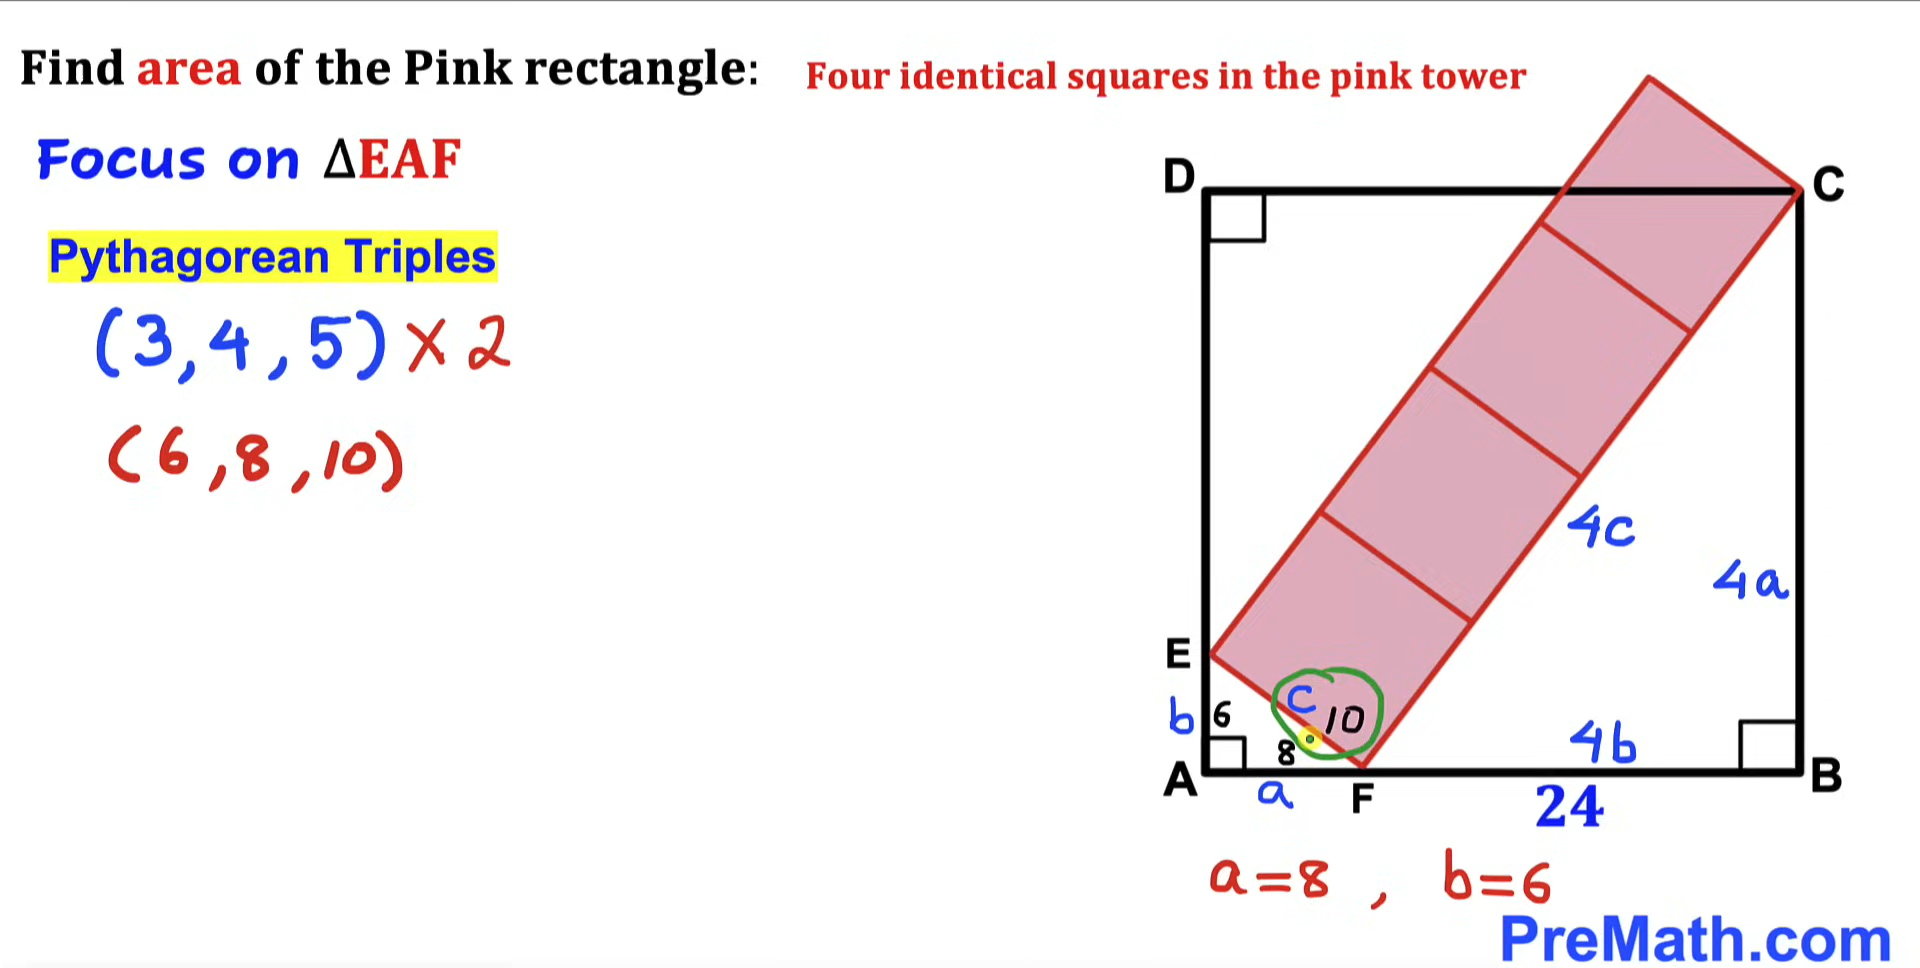 Find area of the Pink rectangle:
Four identical squares in the pink tower
Focus on ΔEAF
Pythagorean Triples
(3,4,5)×2
(6,8,10)
D
C
4c
4a
E
c
10
b
6
8
4b
A
a
F
B
24
a=8 , b=6
PreMath.com